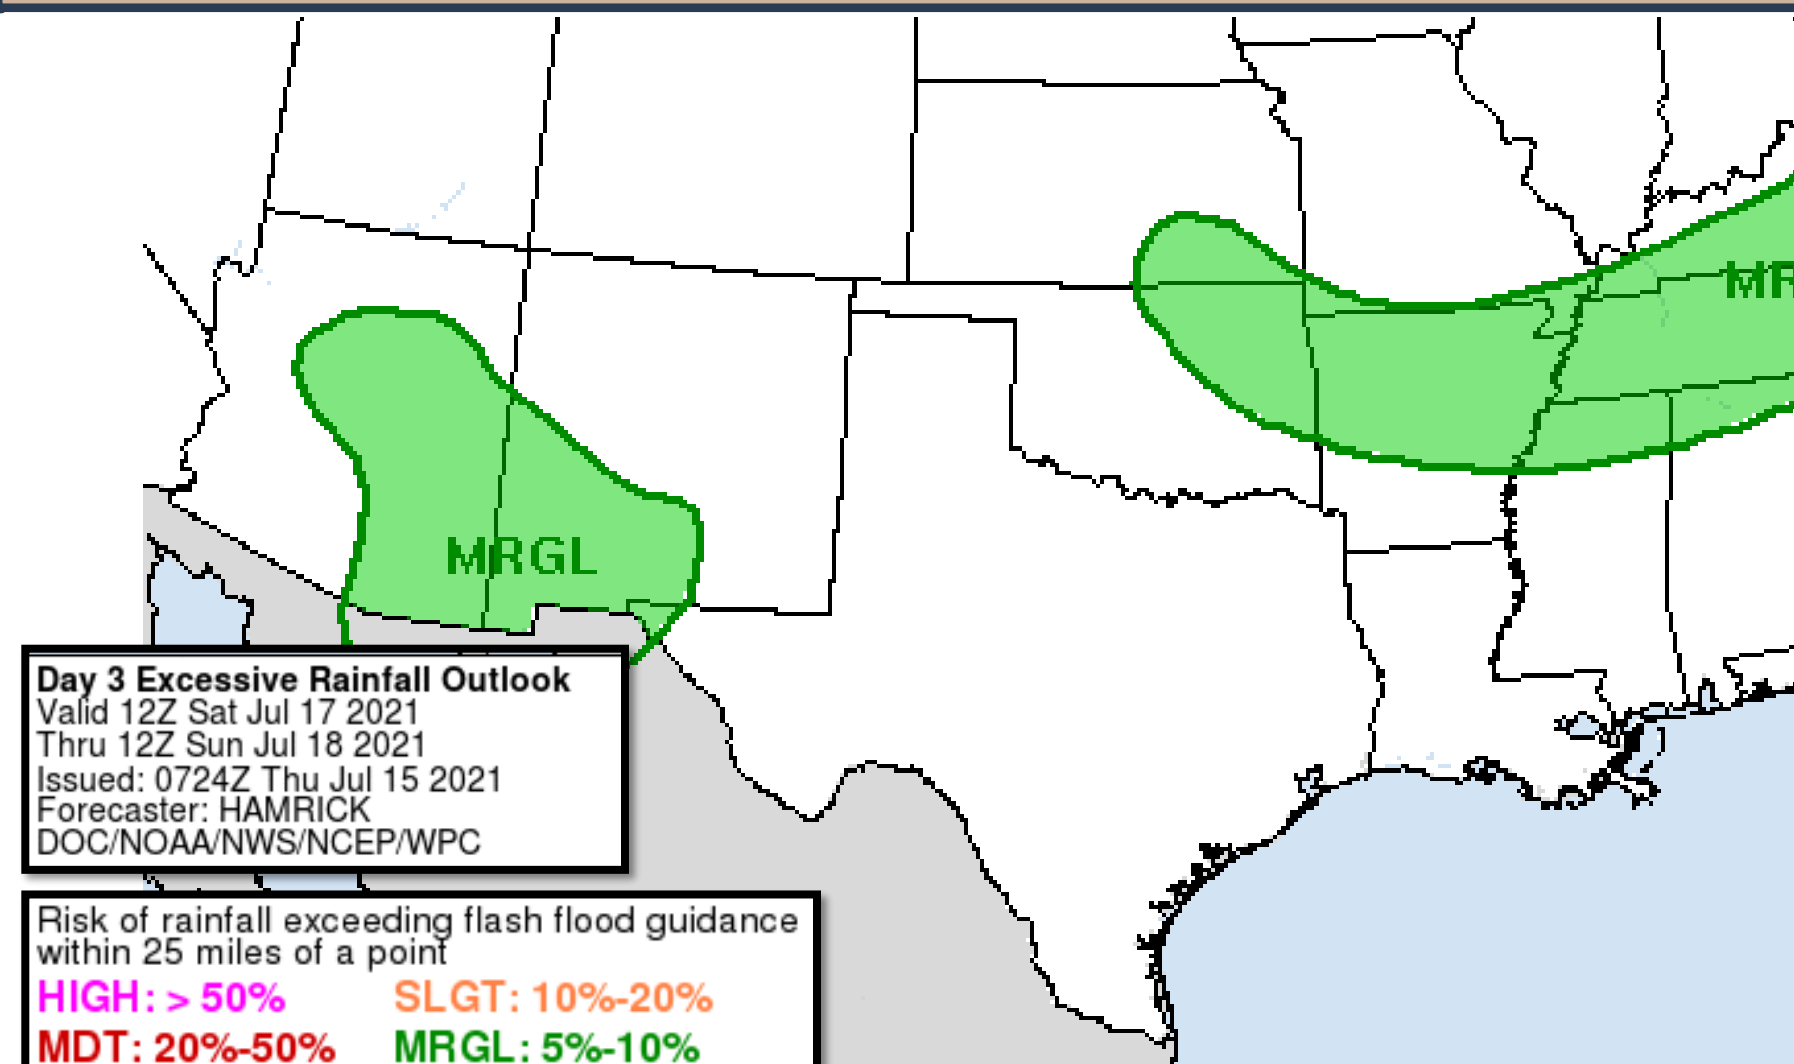 MR
MRGL
Day 3 Excessive Rainfall Outlook
Valid 12Z Sat Jul 17 2021
Thru 12Z Sun Jul 18 2021
Issued: 0724Z Thu Jul 15 2021
Forecaster: HAMRICK
DOC/NOAA/NWS/NCEP/WPC
Risk of rainfall exceeding flash flood guidance
within 25 miles of a point
HIGH: > 50% SLGT: 10%-20%
MDT: 20%-50% MRGL: 5%-10%